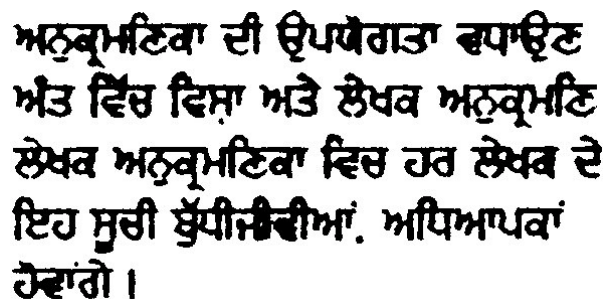 ਅਨੁਕ੍ਰਮਣਿਕਾ ਦੀ ਉਪਯੋਗਤਾ ਵਧਾਉਣ
ਅੰਤ ਵਿੱਚ ਵਿਸ਼ਾ ਅਤੇ ਲੇਖਕ ਅਨੁਕ੍ਰਮਣਿ
ਲੇਖਕ ਅਨੁਕ੍ਰਮਣਿਕਾ ਵਿਚ ਹਰ ਲੇਖਕ ਦੇ
ਇਹ ਸੂਚੀ ਬੁੱਧੀਜੀਵੀਆਂ. ਅਧਿਆਪਕਾਂ
ਹੋਵਾਂਗੇ।